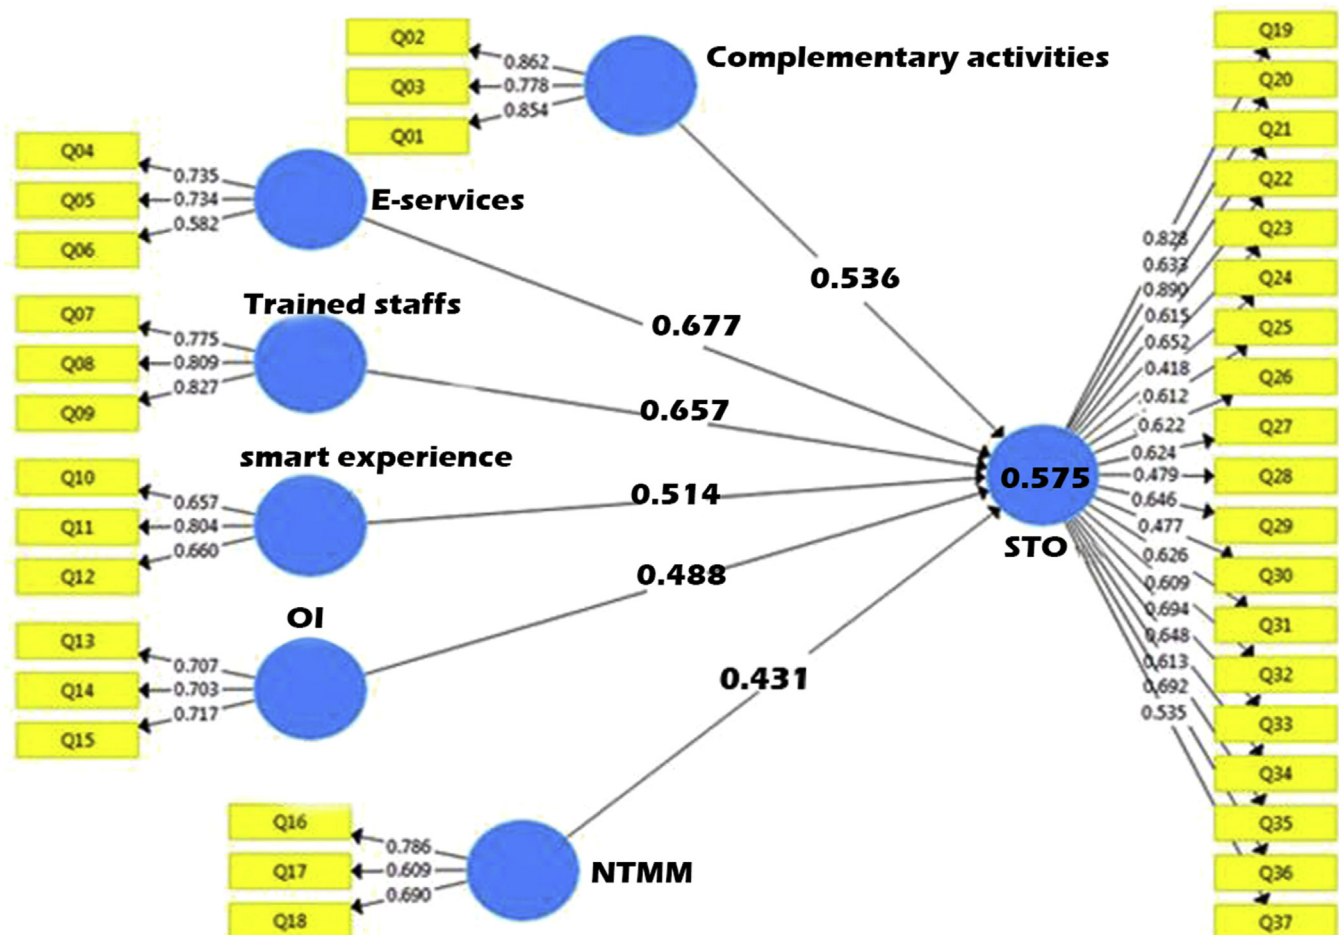 Q02
Q03
Q01
0.862
0.778
0.854
Complementary activities
Q04
Q05
Q06
0.735
0.734
0.582
E-services
Q07
Q08
Q09
0.775
0.809
0.827
Trained staffs
Q10
Q11
Q12
0.657
0.804
0.660
smart experience
Q13
Q14
Q15
0.707
0.703
0.717
OI
Q16
Q17
Q18
0.786
0.609
0.690
NTMM
0.536
0.677
0.657
0.514
0.488
0.431
0.575
STO
0.828
0.633
0.890
0.615
0.652
0.418
0.612
0.622
0.624
0.479
0.646
0.477
0.626
0.609
0.694
0.648
0.613
0.692
0.535
Q19
Q20
Q21
Q22
Q23
Q24
Q25
Q26
Q27
Q28
Q29
Q30
Q31
Q32
Q33
Q34
Q35
Q36
Q37